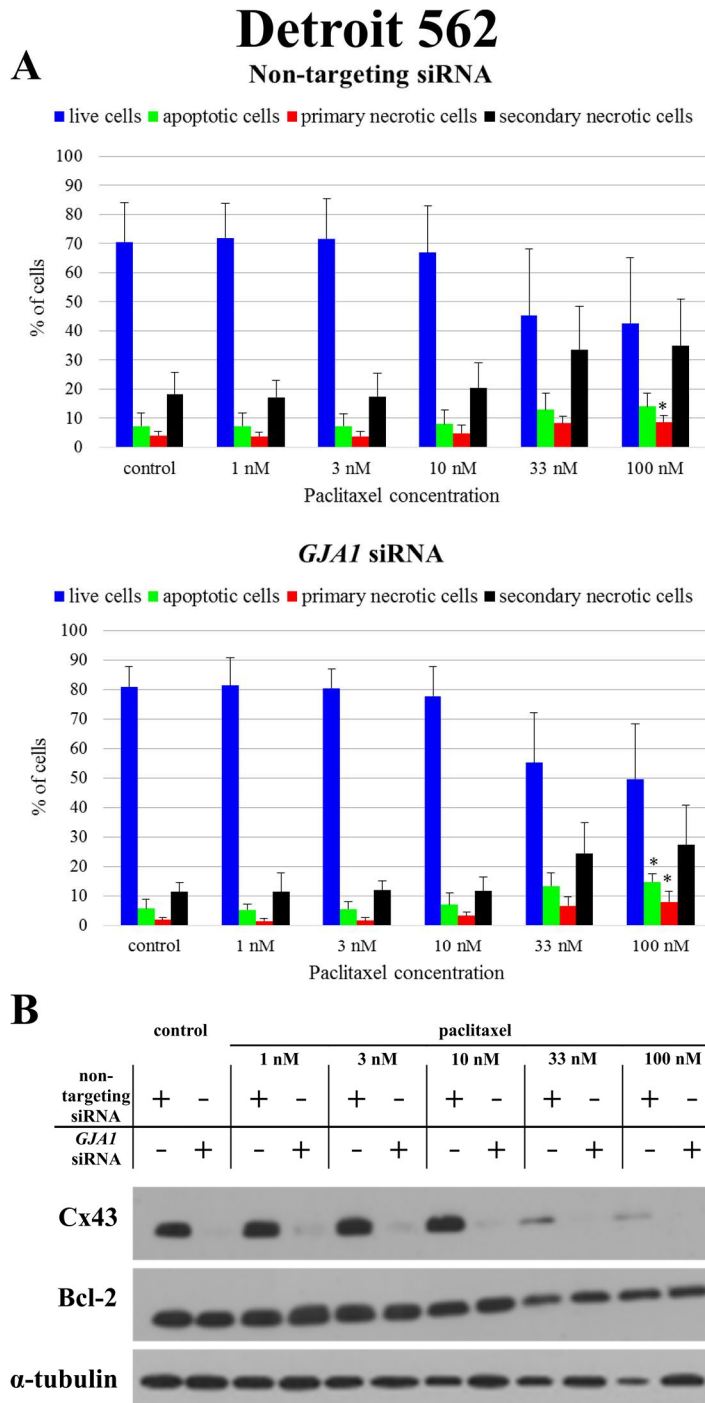 Detroit 562
A
Non-targeting siRNA
live cells apoptotic cells primary necrotic cells secondary necrotic cells
100
90
80
70
60
50
40
30
20
10
0
% of cells
*
control 1 nM 3 nM 10 nM 33 nM 100 nM
Paclitaxel concentration
GJA1 siRNA
live cells apoptotic cells primary necrotic cells secondary necrotic cells
100
90
80
70
60
50
40
30
20
10
0
% of cells
* *
control 1 nM 3 nM 10 nM 33 nM 100 nM
Paclitaxel concentration
B
control paclitaxel
1 nM 3 nM 10 nM 33 nM 100 nM
non-
targeting
siRNA
+ - + - + - + - + - + -
GJA1
siRNA
- + - + - + - + - + - +
Cx43
Bcl-2
α-tubulin